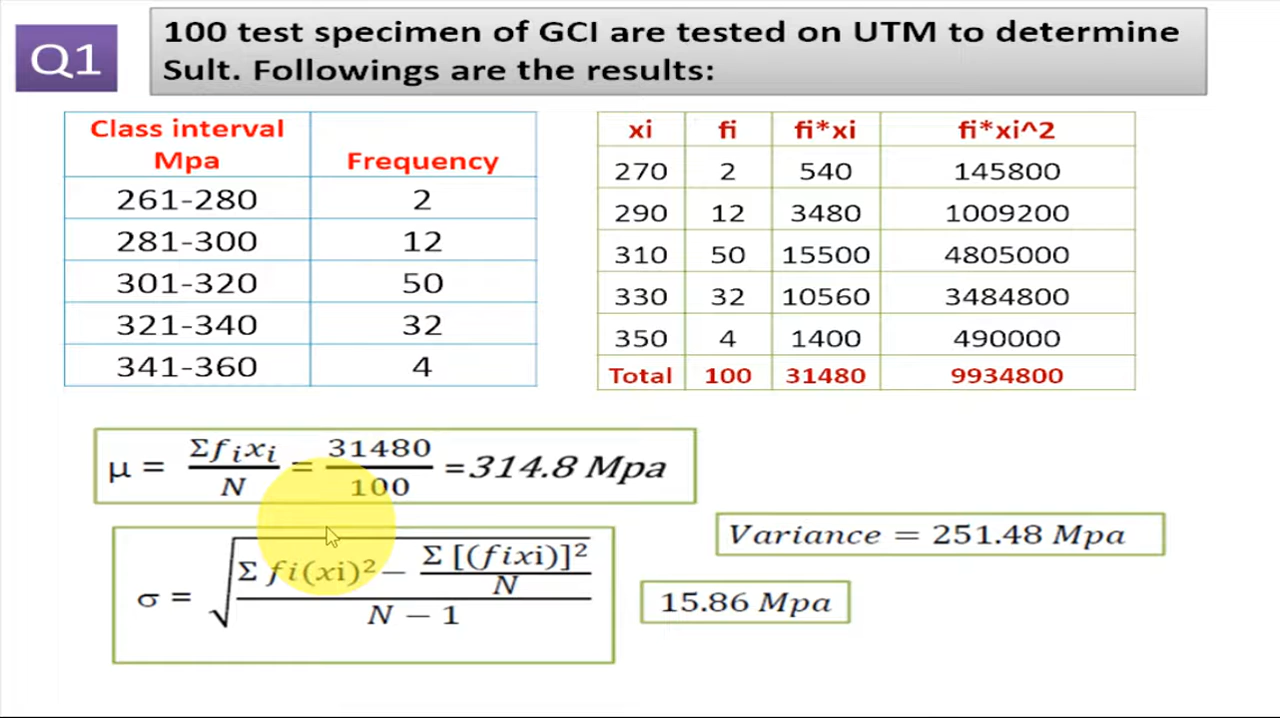 Q1
100 test specimen of GCI are tested on UTM to determine
Sult. Followings are the results:
Class interval Mpa Frequency
261-280 2
281-300 12
301-320 50
321-340 32
341-360 4
xi fi fi*xi fi*xi^2
270 2 540 145800
290 12 3480 1009200
310 50 15500 4805000
330 32 10560 3484800
350 4 1400 490000
Total 100 31480 9934800
μ = Σfixi / N = 31480 / 100 =314.8 Mpa
σ = √((Σ fi(xi)² − Σ [(fixi)]² / N) / (N − 1))
Variance = 251.48 Mpa
15.86 Mpa